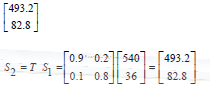 [493.2
82.8]
S₂ = T S₁ = [0.9 0.2
0.1 0.8] [540
36] = [493.2
82.8]